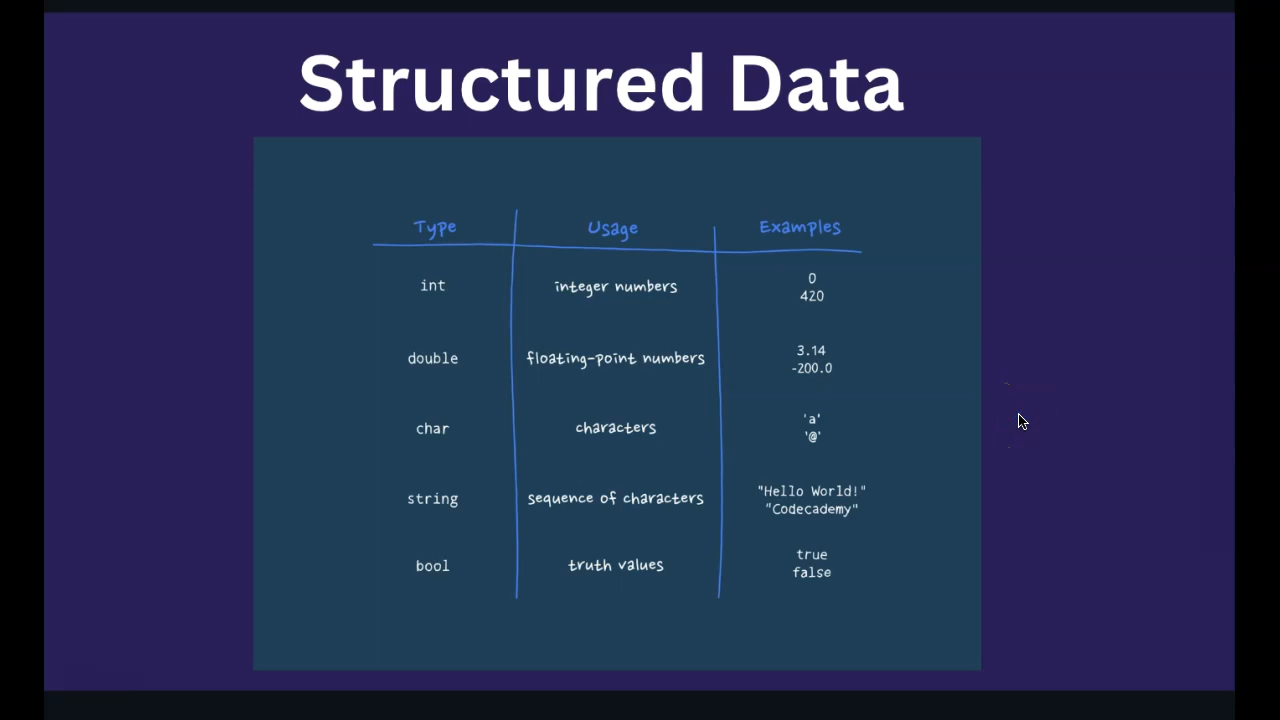 Structured Data
Type Usage Examples
int integer numbers 0
420
double floating-point numbers 3.14
-200.0
char characters 'a'
'@'
string sequence of characters "Hello World!"
"Codecademy"
bool truth values true
false